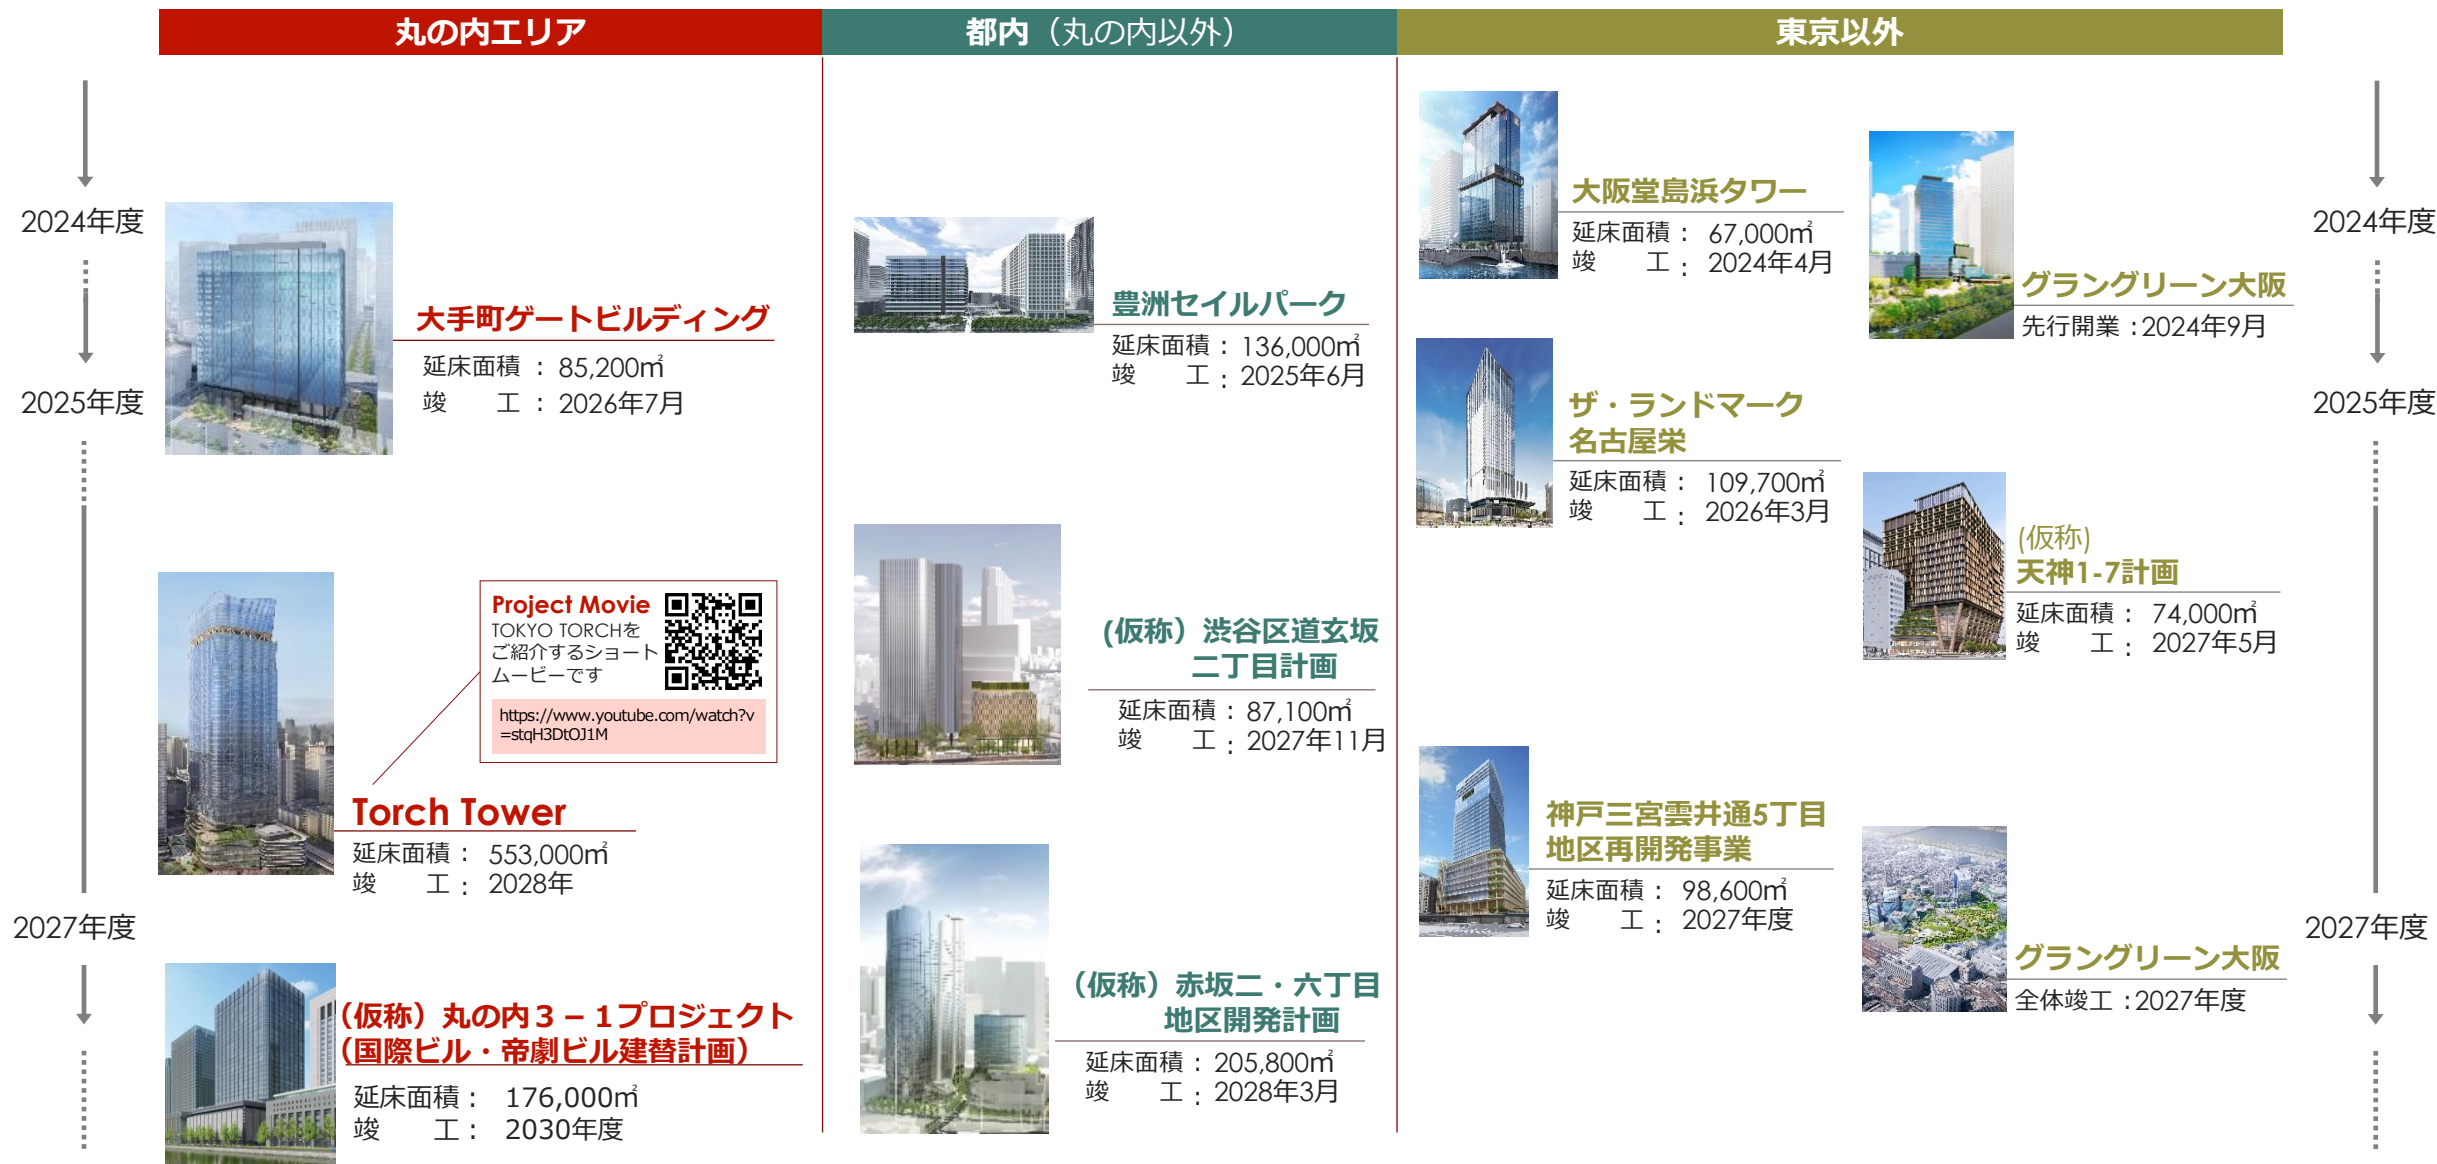 丸の内エリア
都内（丸の内以外）
東京以外
2024年度
2025年度
2027年度
大手町ゲートビルディング
延床面積 ： 85,200㎡
竣　　工 ： 2026年7月
Project Movie
TOKYO TORCHを
ご紹介するショート
ムービーです
https://www.youtube.com/watch?v
=stqH3DtOJ1M
Torch Tower
延床面積 ： 553,000㎡
竣　　工 ： 2028年
（仮称）丸の内３－１プロジェクト
（国際ビル・帝劇ビル建替計画）
延床面積 ： 176,000㎡
竣　　工 ： 2030年度
豊洲セイルパーク
延床面積 ： 136,000㎡
竣　　工 ： 2025年6月
(仮称）渋谷区道玄坂
二丁目計画
延床面積 ： 87,100㎡
竣　　工 ： 2027年11月
（仮称）赤坂二・六丁目
地区開発計画
延床面積 ： 205,800㎡
竣　　工 ： 2028年3月
大阪堂島浜タワー
延床面積 ： 67,000㎡
竣　　工 ： 2024年4月
グラングリーン大阪
先行開業 ：2024年9月
ザ・ランドマーク
名古屋栄
延床面積 ： 109,700㎡
竣　　工 ： 2026年3月
(仮称)
天神1-7計画
延床面積 ： 74,000㎡
竣　　工 ： 2027年5月
神戸三宮雲井通5丁目
地区再開発事業
延床面積 ： 98,600㎡
竣　　工 ： 2027年度
グラングリーン大阪
全体竣工 ：2027年度
2024年度
2025年度
2027年度